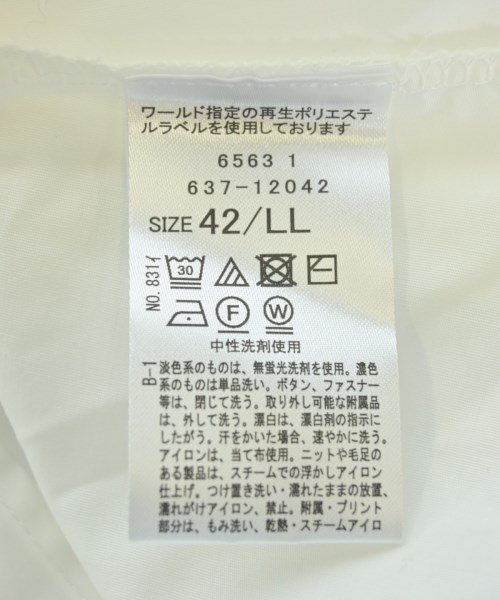 ワールド指定の再生ポリエステ
ルラベルを使用しております
6563 1
637-12042
SIZE 42/LL
NO. 831イ
30
F W
中性洗剤使用
B-1
淡色系のものは、無蛍光洗剤を使用。濃色
系のものは単品洗い。ボタン、ファスナー
等は、閉じて洗う。取り外し可能な附属品
は、外して洗う。漂白は、漂白剤の指示に
したがう。汗をかいた場合、速やかに洗う。
アイロンは、当て布使用。ニットや毛足の
ある製品は、スチームでの浮かしアイロン
仕上げ。つけ置き洗い・濡れたままの放置、
濡れがけアイロン、禁止。附属・プリント
部分は、もみ洗い、乾熱・スチームアイロ